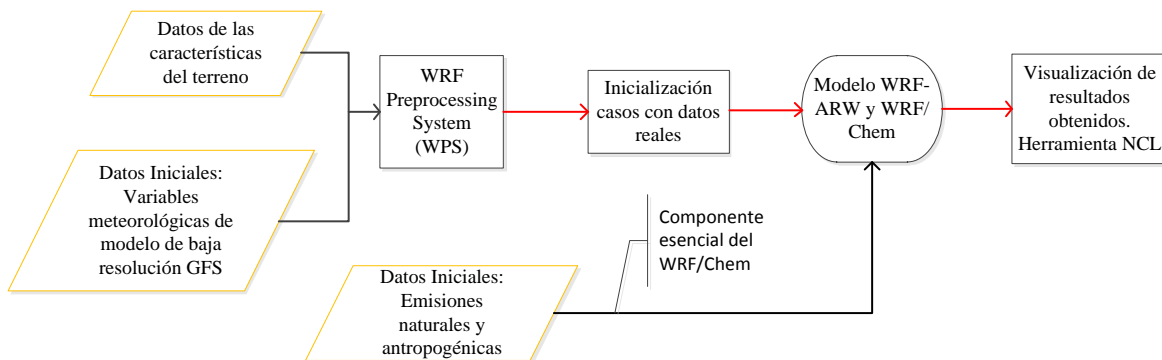 Datos de las
características
del terreno
Datos Iniciales:
Variables
meteorológicas de
modelo de baja
resolución GFS
WRF
Preprocessing
System
(WPS)
Inicialización
casos con datos
reales
Modelo WRF-
ARW y WRF/
Chem
Visualización de
resultados
obtenidos.
Herramienta NCL
Componente
esencial del
WRF/Chem
Datos Iniciales:
Emisiones
naturales y
antropogénicas